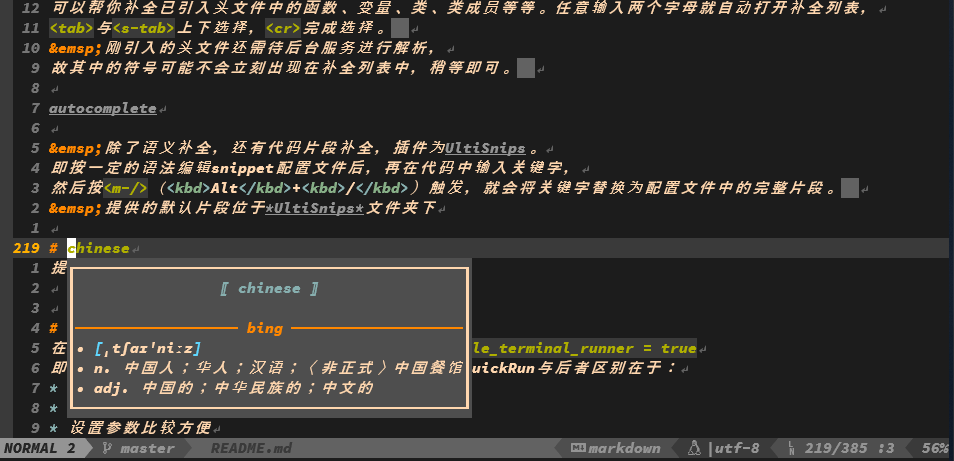 12 可以帮你补全已引入头文件中的函数、变量、类、类成员等等。任意输入两个字母就自动打开补全列表，
11 <tab>与<s-tab>上下选择，<cr>完成选择。
10 &emsp;刚引入的头文件还需待后台服务进行解析，
9 故其中的符号可能不会立刻出现在补全列表中，稍等即可。
8
7 autocomplete
6
5 &emsp;除了语义补全，还有代码片段补全，插件为UltiSnips。
4 即按一定的语法编辑snippet配置文件后，再在代码中输入关键字，
3 然后按<m-/>（<kbd>Alt</kbd>+<kbd>/</kbd>）触发，就会将关键字替换为配置文件中的完整片段。
2 &emsp;提供的默认片段位于*UltiSnips*文件夹下
1
219 # chinese
1 提
2 〚 chinese 〛
3
4 # bing
5 在 • [ˌtʃaɪ'niːz] le_terminal_runner = true
6 即 • n. 中国人；华人；汉语；〈非正式〉中国餐馆 uickRun与后者区别在于：
7 * • adj. 中国的；中华民族的；中文的
8 *
9 * 设置参数比较方便
NORMAL 2 master README.md markdown |utf-8 LN 219/385 :3 56%